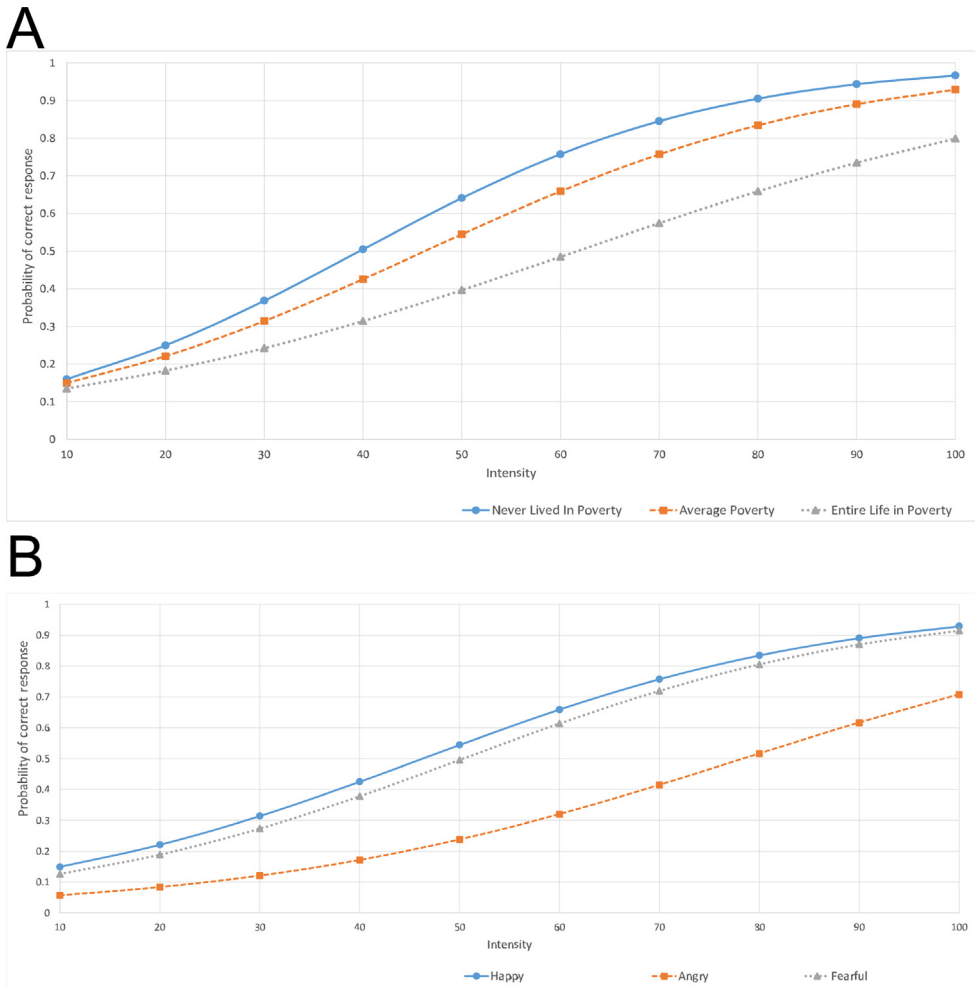 A
1
0.9
0.8
0.7
0.6
0.5
0.4
0.3
0.2
0.1
0
Probability of correct response
10 20 30 40 50 60 70 80 90 100
Intensity
Never Lived In Poverty Average Poverty Entire Life in Poverty
B
1
0.9
0.8
0.7
0.6
0.5
0.4
0.3
0.2
0.1
0
Probability of correct response
10 20 30 40 50 60 70 80 90 100
Intensity
Happy Angry Fearful